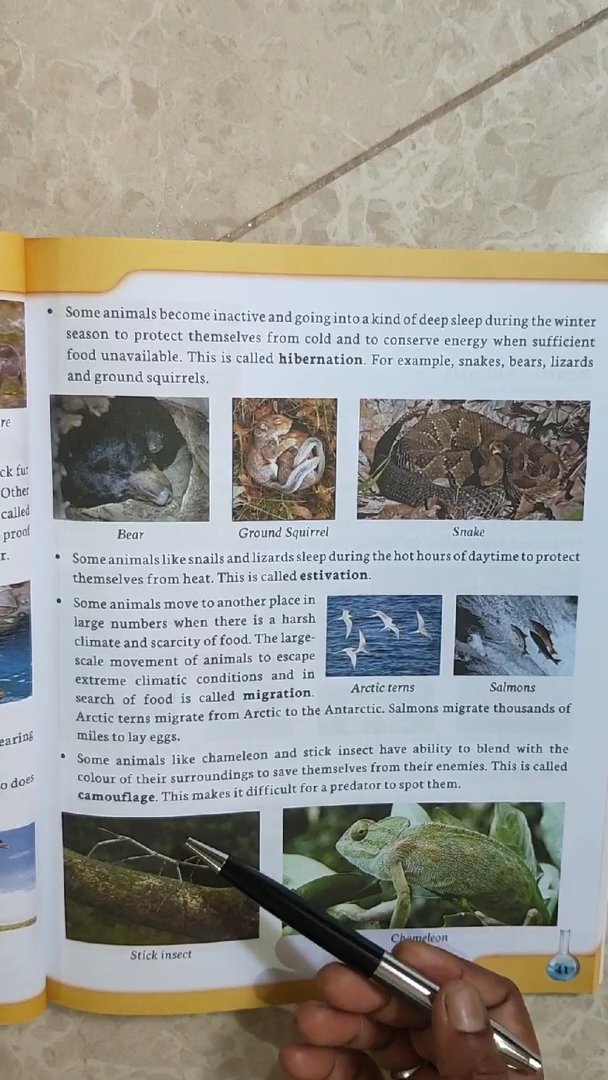 re
ck fur
Other
called
proof
r.
earing
o does
• Some animals become inactive and going into a kind of deep sleep during the winter
season to protect themselves from cold and to conserve energy when sufficient
food unavailable. This is called hibernation. For example, snakes, bears, lizards
and ground squirrels.
Bear Ground Squirrel Snake
• Some animals like snails and lizards sleep during the hot hours of daytime to protect
themselves from heat. This is called estivation.
• Some animals move to another place in
large numbers when there is a harsh
climate and scarcity of food. The large-
scale movement of animals to escape
extreme climatic conditions and in
search of food is called migration.
Arctic terns Salmons
Arctic terns migrate from Arctic to the Antarctic. Salmons migrate thousands of
miles to lay eggs.
• Some animals like chameleon and stick insect have ability to blend with the
colour of their surroundings to save themselves from their enemies. This is called
camouflage. This makes it difficult for a predator to spot them.
Stick insect Chameleon
41